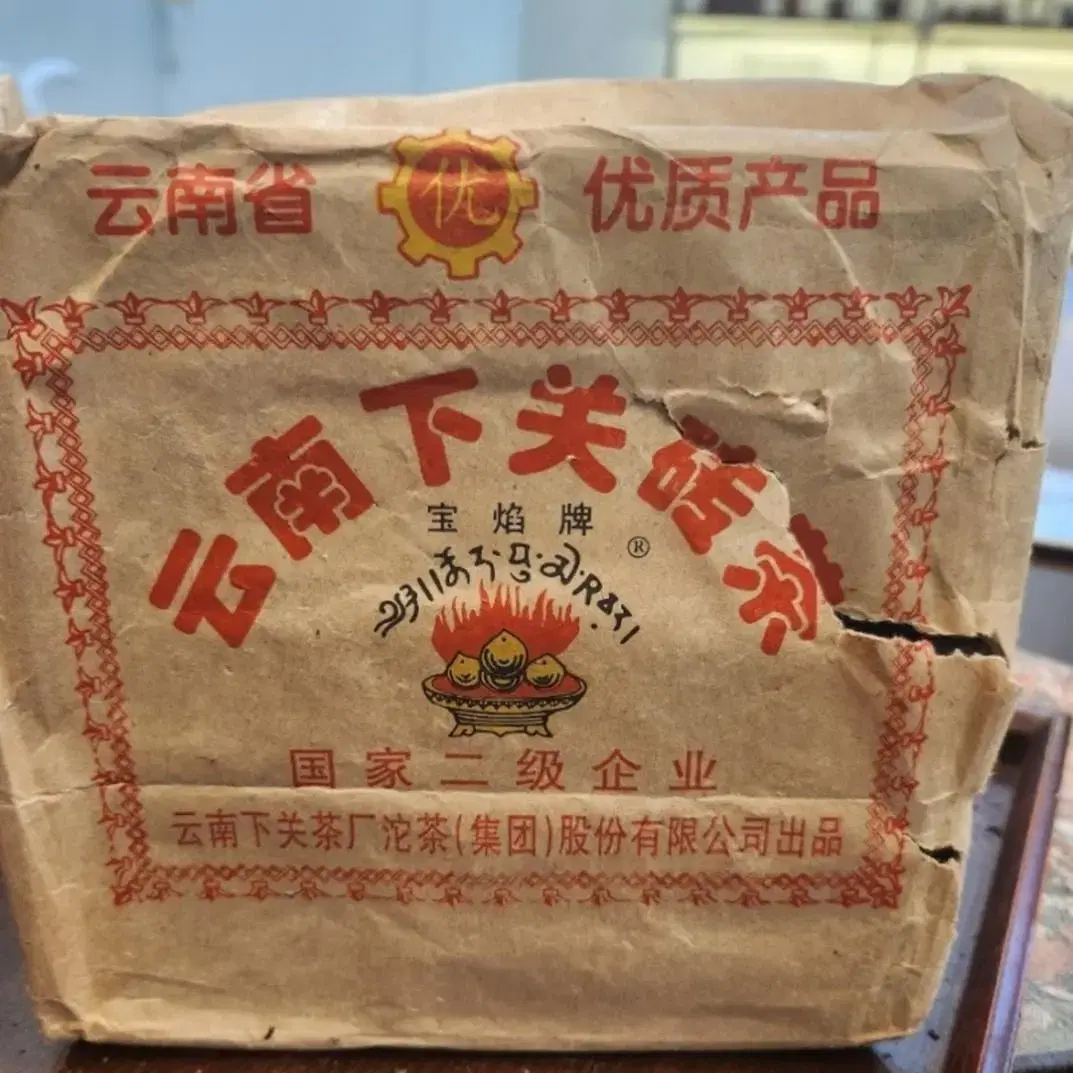 云南省 优 优质产品
云南下关砖茶
宝焰牌
®
国家二级企业
云南下关茶厂沱茶(集团)股份有限公司出品